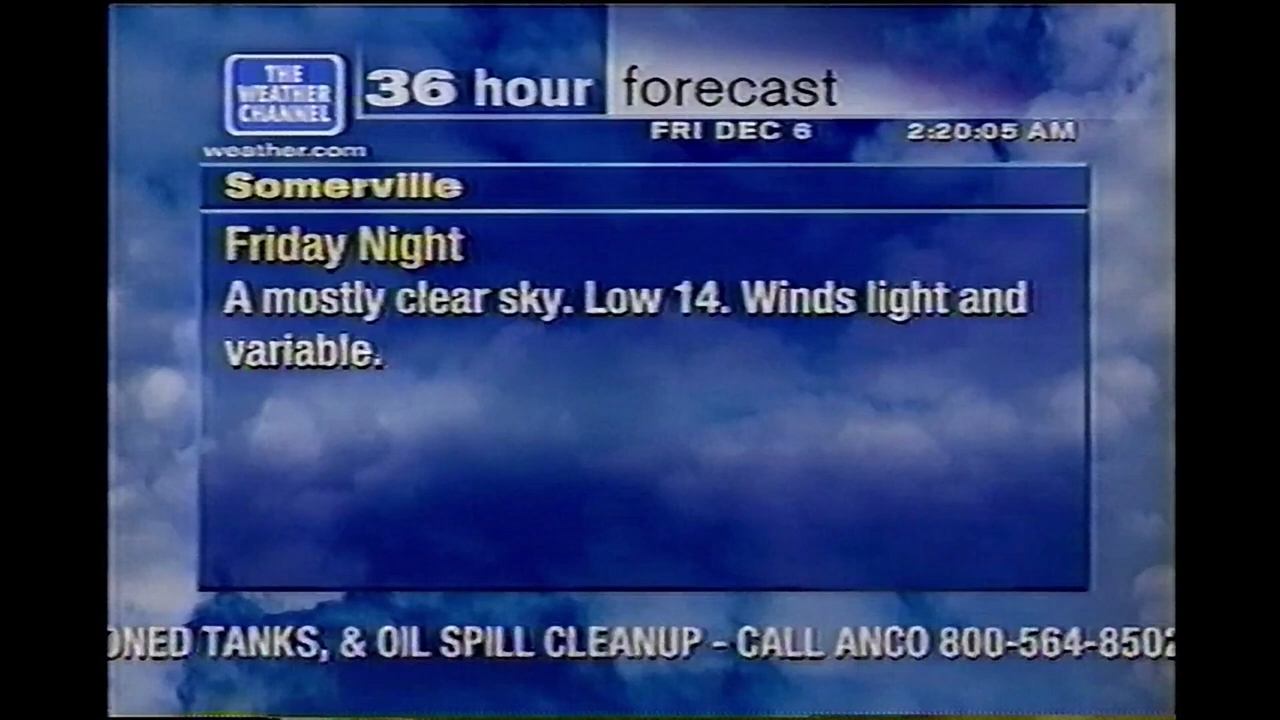 THE
WEATHER
CHANNEL
36 hour forecast
weather.com
FRI DEC 6 2:20:05 AM
Somerville
Friday Night
A mostly clear sky. Low 14. Winds light and
variable.
ONED TANKS, & OIL SPILL CLEANUP - CALL ANCO 800-564-8502